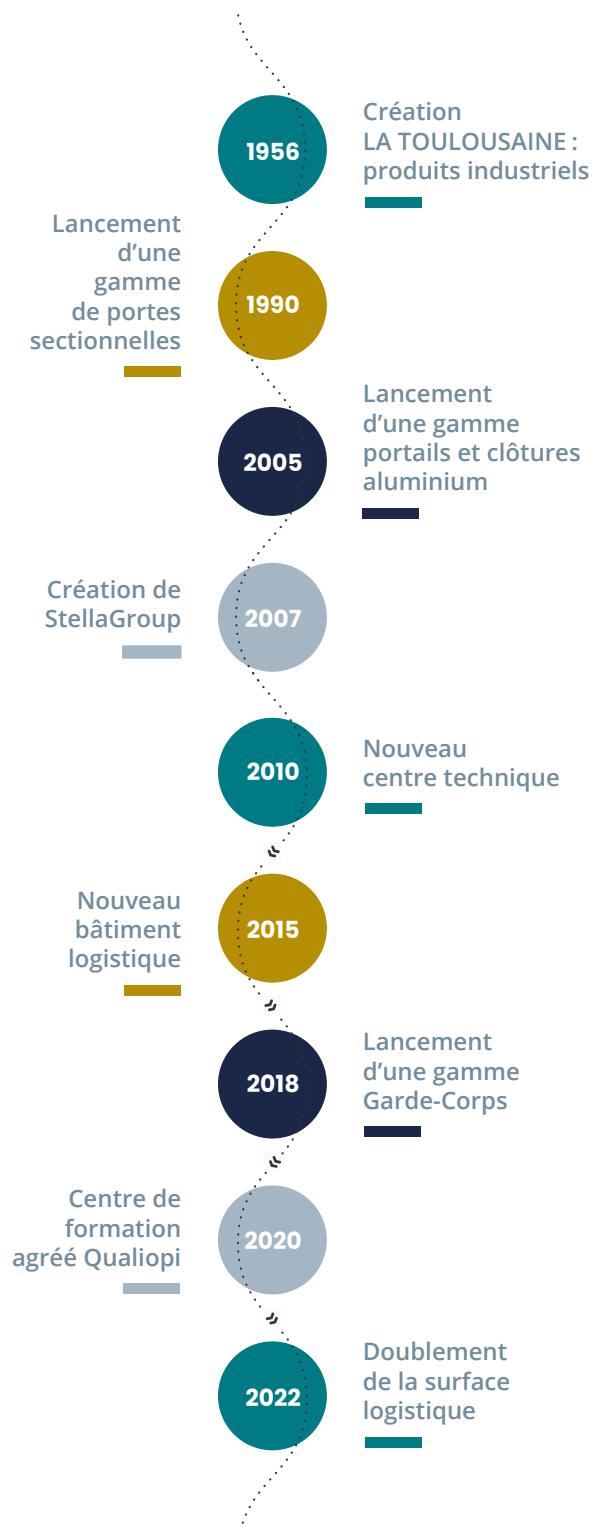 1956
Création
LA TOULOUSAINE :
produits industriels
Lancement
d’une
gamme
de portes
sectionnelles
1990
Lancement
d’une gamme
portails et clôtures
aluminium
2005
Création de
StellaGroup
2007
Nouveau
centre technique
2010
Nouveau
bâtiment
logistique
2015
Lancement
d’une gamme
Garde-Corps
2018
Centre de
formation
agréé Qualiopi
2020
Doublement
de la surface
logistique
2022